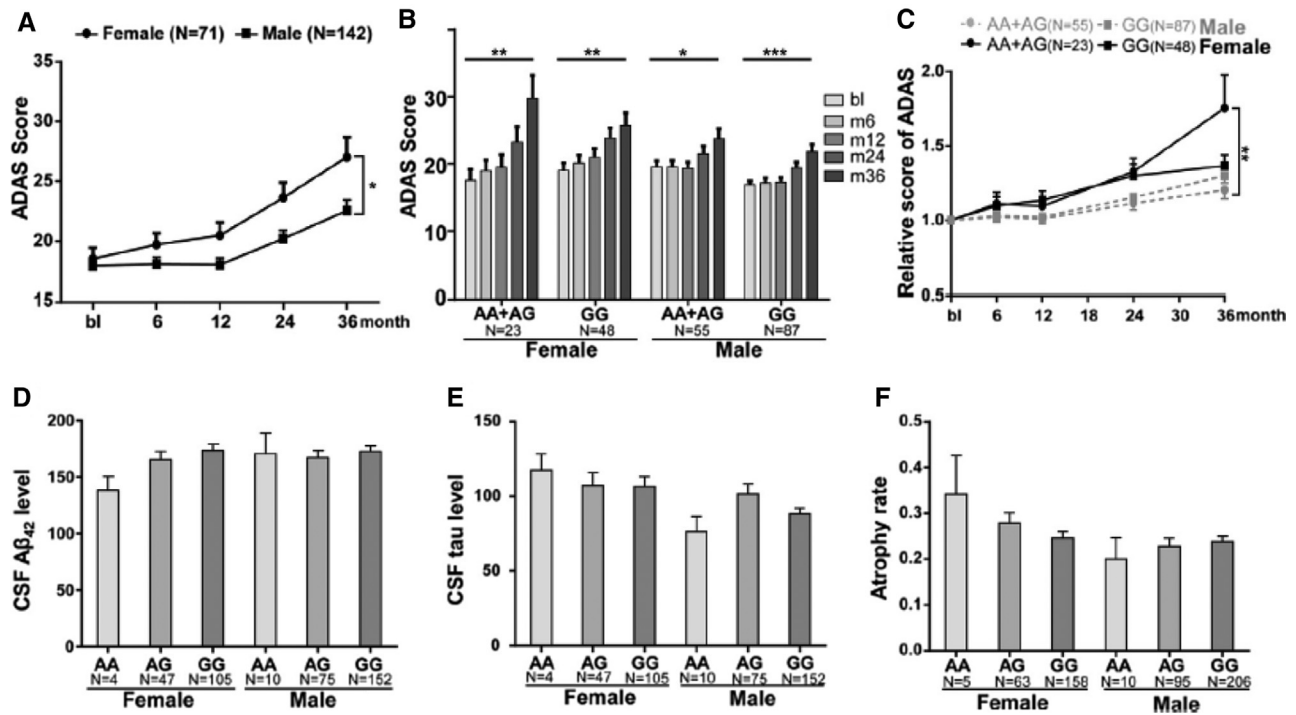 A
Female (N=71) Male (N=142)
ADAS Score
30
25
20
15
*
bl 6 12 24 36 month
B
ADAS Score
30
20
10
0
** ** * ***
bl
m6
m12
m24
m36
AA+AG GG AA+AG GG
N=23 N=48 N=55 N=87
Female Male
C
AA+AG(N=55) GG(N=87) Male
AA+AG(N=23) GG(N=48) Female
Relative score of ADAS
2.0
1.5
1.0
0.5
**
bl 6 12 18 24 30 36 month
D
CSF Aβ42 level
200
150
100
50
0
AA AG GG AA AG GG
N=4 N=47 N=105 N=10 N=75 N=152
Female Male
E
CSF tau level
150
100
50
0
AA AG GG AA AG GG
N=4 N=47 N=105 N=10 N=75 N=152
Female Male
F
Atrophy rate
0.5
0.4
0.3
0.2
0.1
0.0
AA AG GG AA AG GG
N=5 N=63 N=158 N=10 N=95 N=206
Female Male